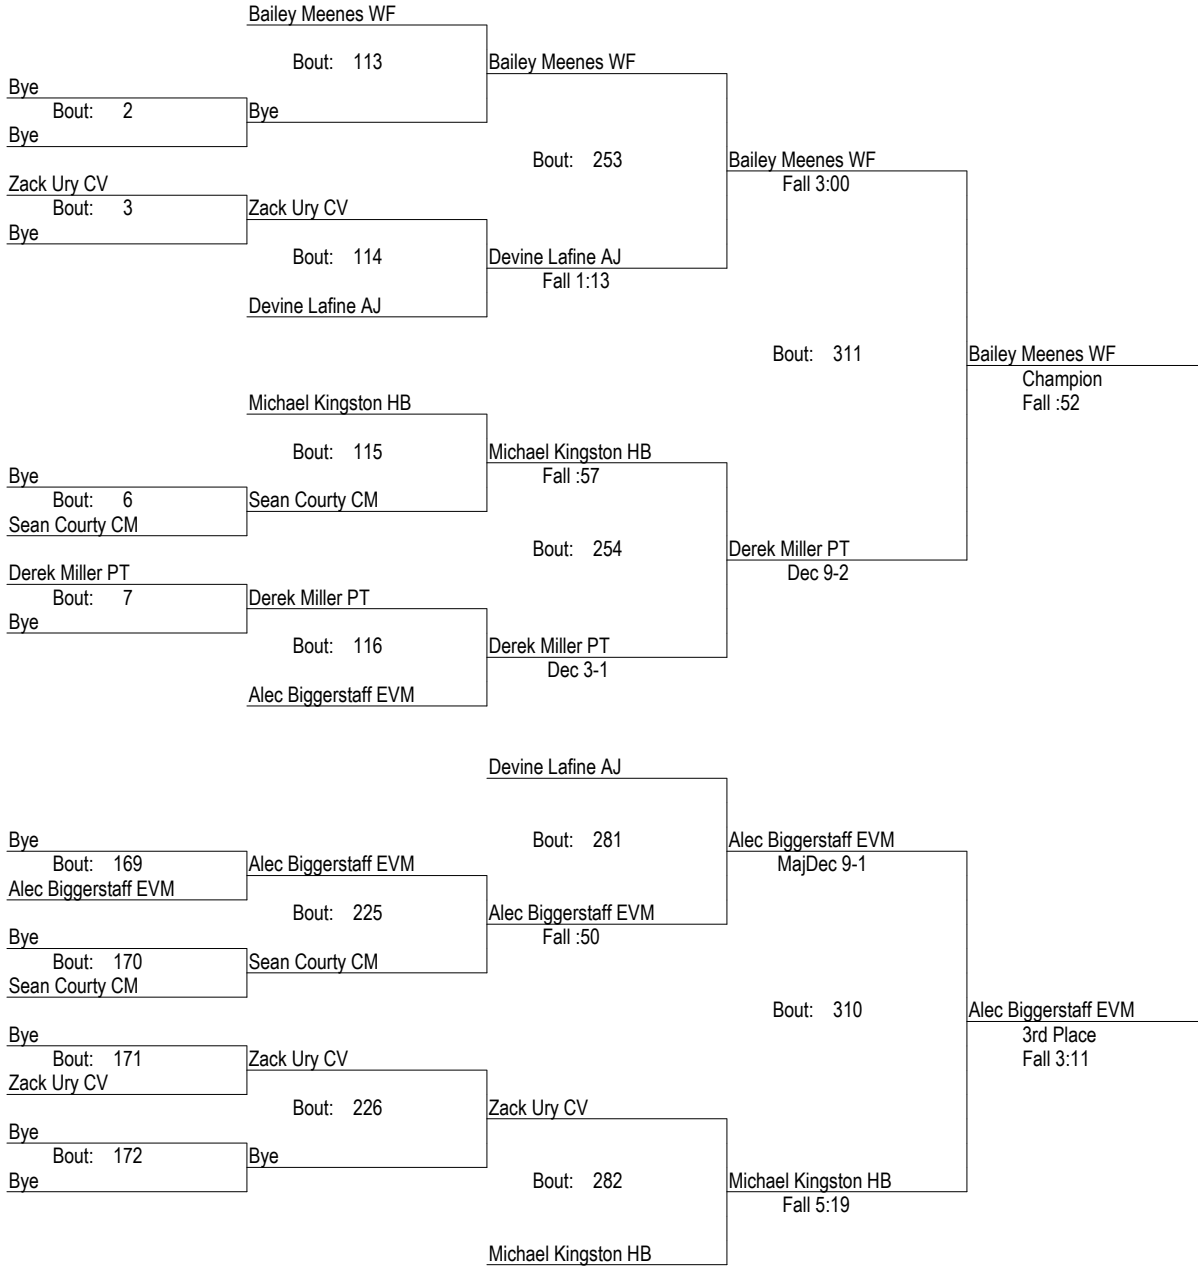 Bailey Meenes WF
Bout: 113
Bailey Meenes WF
Bye
Bout: 2
Bye
Bye
Bout: 253
Bailey Meenes WF
Fall 3:00
Zack Ury CV
Bout: 3
Zack Ury CV
Bye
Bout: 114
Devine Lafine AJ
Fall 1:13
Devine Lafine AJ
Bout: 311
Bailey Meenes WF
Champion
Fall :52
Michael Kingston HB
Bout: 115
Michael Kingston HB
Fall :57
Bye
Bout: 6
Sean Courty CM
Sean Courty CM
Bout: 254
Derek Miller PT
Dec 9-2
Derek Miller PT
Bout: 7
Derek Miller PT
Bye
Bout: 116
Derek Miller PT
Dec 3-1
Alec Biggerstaff EVM
Devine Lafine AJ
Bout: 281
Alec Biggerstaff EVM
MajDec 9-1
Bye
Bout: 169
Alec Biggerstaff EVM
Alec Biggerstaff EVM
Bout: 225
Alec Biggerstaff EVM
Fall :50
Bye
Bout: 170
Sean Courty CM
Sean Courty CM
Bout: 310
Alec Biggerstaff EVM
3rd Place
Fall 3:11
Bye
Bout: 171
Zack Ury CV
Zack Ury CV
Bout: 226
Zack Ury CV
Bye
Bout: 172
Bye
Bye
Bout: 282
Michael Kingston HB
Fall 5:19
Michael Kingston HB